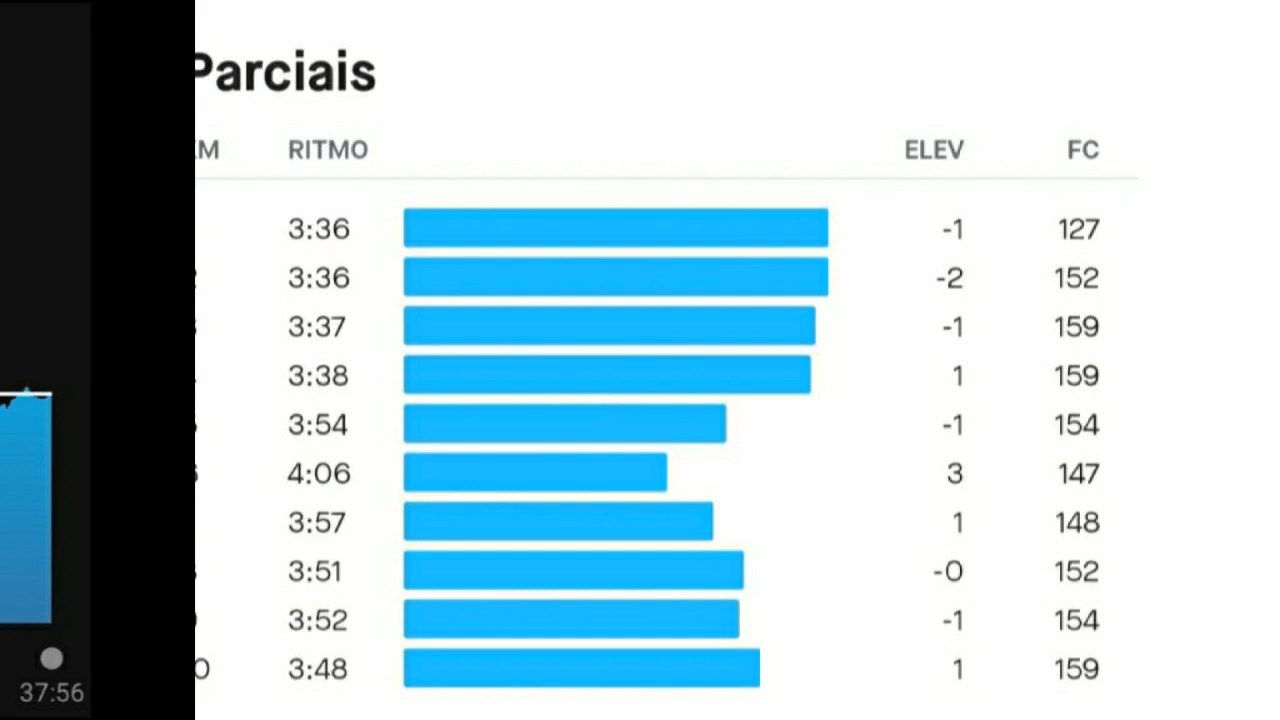 Parciais
KM RITMO ELEV FC
3:36 -1 127
3:36 -2 152
3:37 -1 159
3:38 1 159
3:54 -1 154
4:06 3 147
3:57 1 148
3:51 -0 152
3:52 -1 154
0 3:48 1 159
37:56